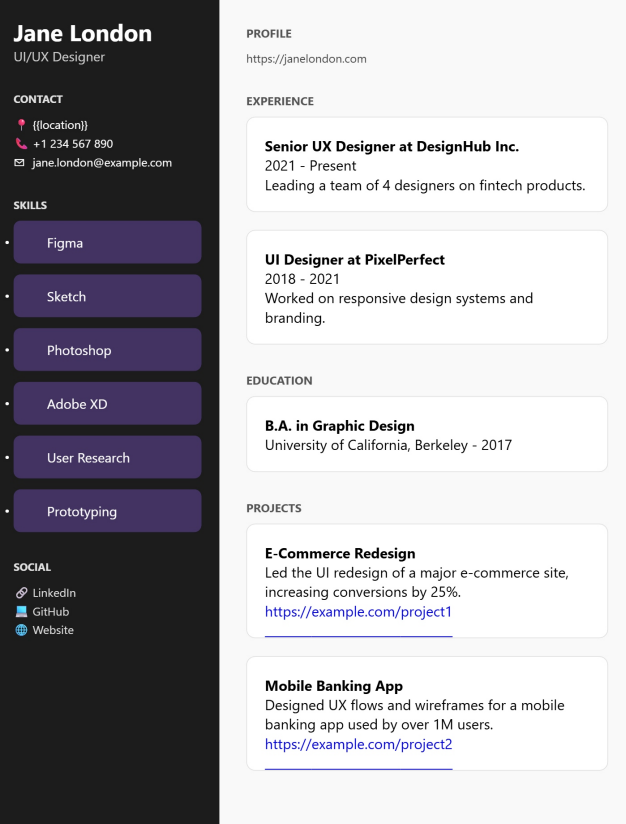 Jane London
UI/UX Designer
CONTACT
{{location}}
+1 234 567 890
jane.london@example.com
SKILLS
Figma
Sketch
Photoshop
Adobe XD
User Research
Prototyping
SOCIAL
LinkedIn
GitHub
Website
PROFILE
https://janelondon.com
EXPERIENCE
Senior UX Designer at DesignHub Inc.
2021 - Present
Leading a team of 4 designers on fintech products.
UI Designer at PixelPerfect
2018 - 2021
Worked on responsive design systems and
branding.
EDUCATION
B.A. in Graphic Design
University of California, Berkeley - 2017
PROJECTS
E-Commerce Redesign
Led the UI redesign of a major e-commerce site,
increasing conversions by 25%.
https://example.com/project1
Mobile Banking App
Designed UX flows and wireframes for a mobile
banking app used by over 1M users.
https://example.com/project2